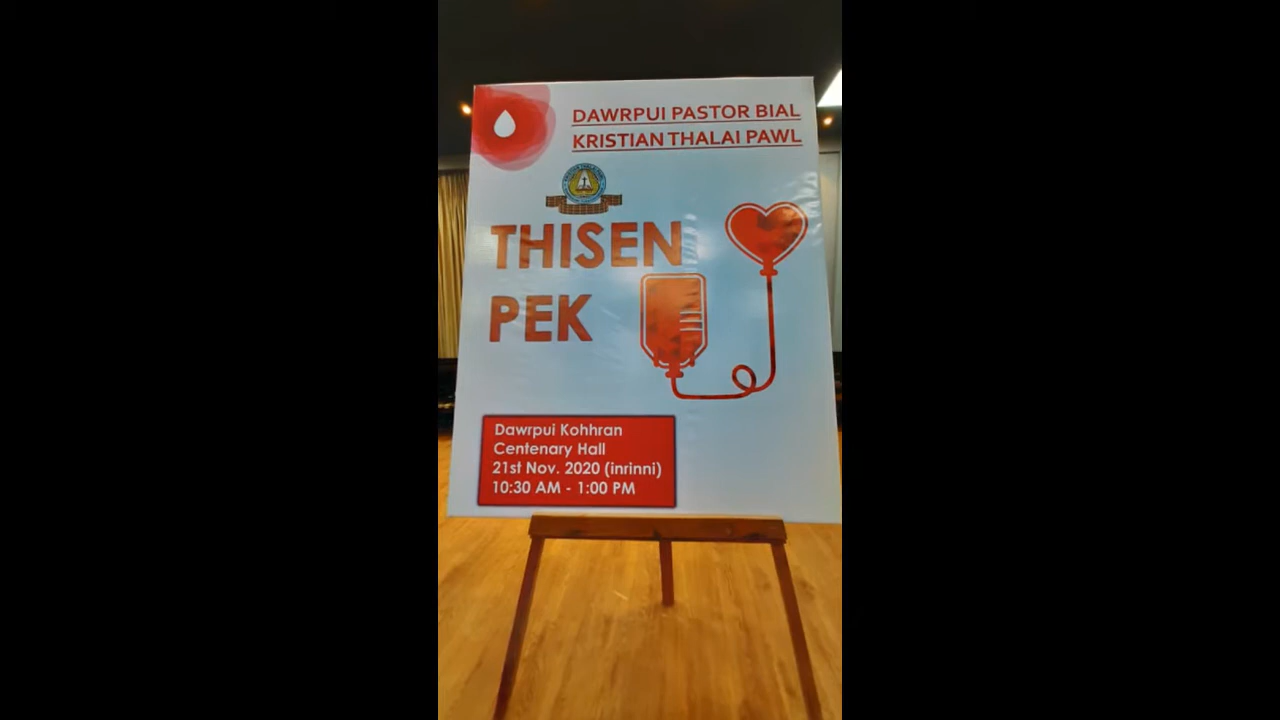 DAWRPUI PASTOR BIAL
KRISTIAN THALAI PAWL
THISEN
PEK
Dawrpui Kohhran
Centenary Hall
21st Nov. 2020 (inrinni)
10:30 AM - 1:00 PM